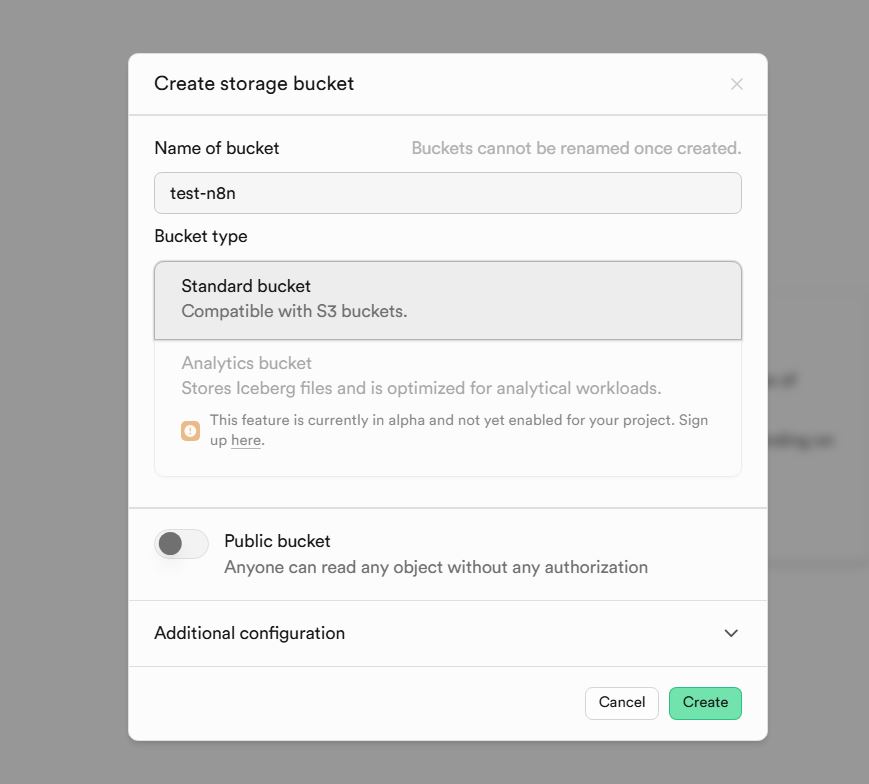 Create storage bucket
Name of bucket
Buckets cannot be renamed once created.
test-n8n
Bucket type
Standard bucket
Compatible with S3 buckets.
Analytics bucket
Stores Iceberg files and is optimized for analytical workloads.
This feature is currently in alpha and not yet enabled for your project. Sign
up here.
Public bucket
Anyone can read any object without any authorization
Additional configuration
Cancel
Create